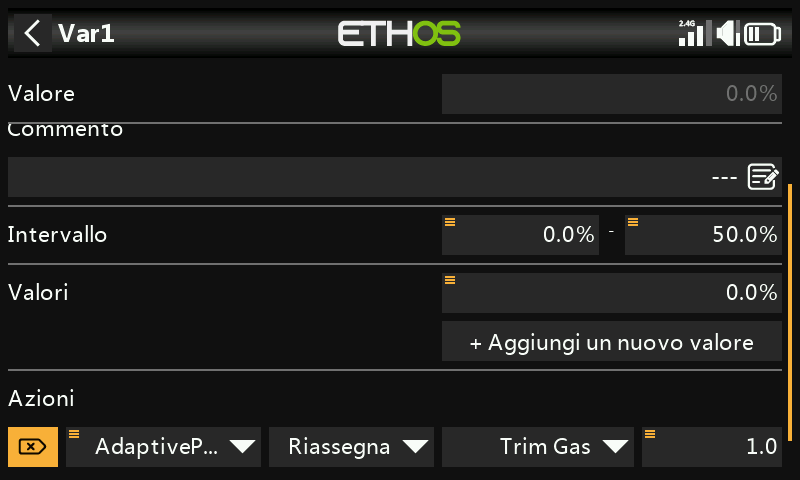 Var1
ETHOS
2.4G
Valore
0.0%
Commento
---
Intervallo
0.0% - 50.0%
Valori
0.0%
+ Aggiungi un nuovo valore
Azioni
AdaptiveP... Riassegna Trim Gas 1.0